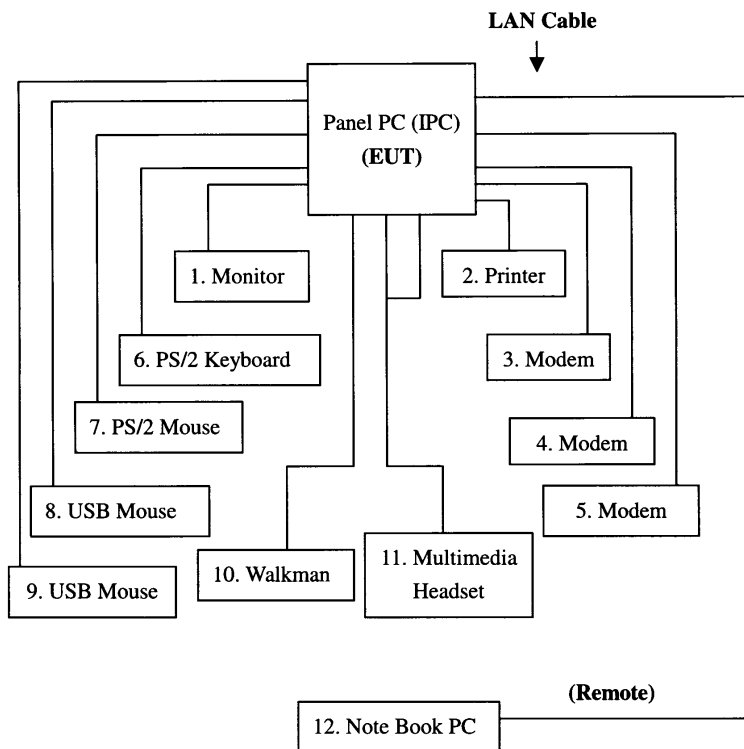 LAN Cable
Panel PC (IPC)
(EUT)
1. Monitor
2. Printer
6. PS/2 Keyboard
3. Modem
7. PS/2 Mouse
4. Modem
8. USB Mouse
5. Modem
9. USB Mouse
10. Walkman
11. Multimedia
Headset
(Remote)
12. Note Book PC